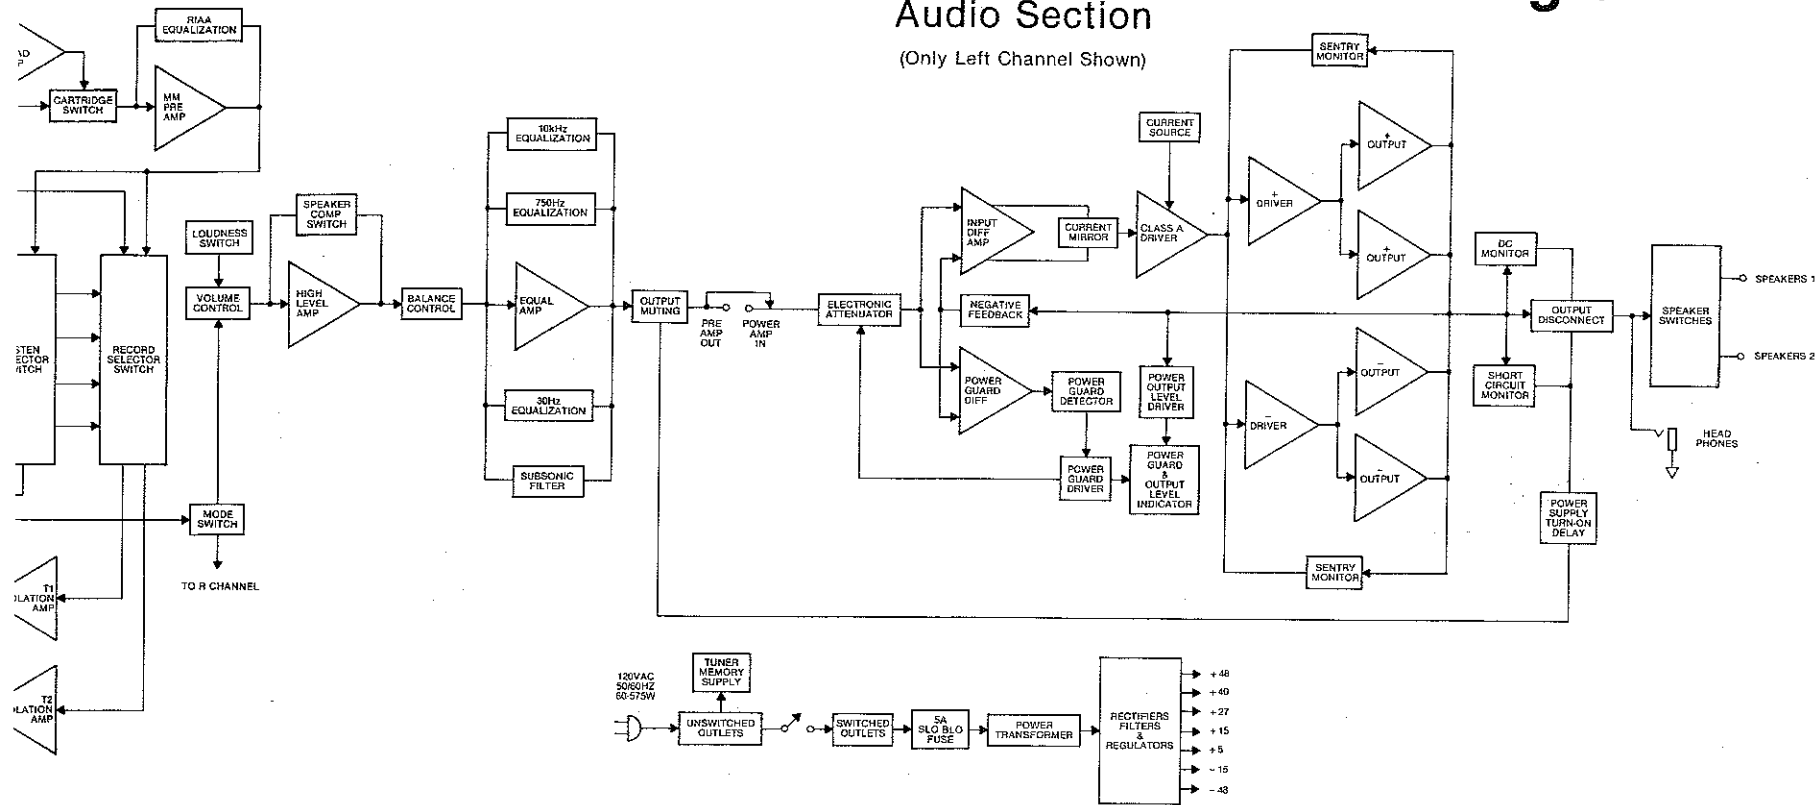 Audio Section
(Only Left Channel Shown)
RIAA
EQUALIZATION
CARTRIDGE
SWITCH
MM
PRE
AMP
SPEAKER
COMP
SWITCH
LOUDNESS
SWITCH
VOLUME
CONTROL
HIGH
LEVEL
AMP
BALANCE
CONTROL
RECORD
SELECTOR
SWITCH
MODE
SWITCH
TO R CHANNEL
T1
AMP
T2
AMP
10kHz
EQUALIZATION
750Hz
EQUALIZATION
EQUAL
AMP
30Hz
EQUALIZATION
SUBSONIC
FILTER
OUTPUT
MUTING
PRE
AMP
OUT
POWER
AMP
IN
ELECTRONIC
ATTENUATOR
INPUT
DIFF
AMP
CURRENT
MIRROR
NEGATIVE
FEEDBACK
POWER
GUARD
DIFF
POWER
GUARD
DETECTOR
POWER
GUARD
DRIVER
POWER
OUTPUT
LEVEL
DRIVER
POWER
GUARD
&
OUTPUT
LEVEL
INDICATOR
CURRENT
SOURCE
CLASS A
DRIVER
SENTRY
MONITOR
+
DRIVER
+
OUTPUT
+
OUTPUT
−
DRIVER
−
OUTPUT
−
OUTPUT
SENTRY
MONITOR
DC
MONITOR
OUTPUT
DISCONNECT
SHORT
CIRCUIT
MONITOR
POWER
SUPPLY
TURN-ON
DELAY
SPEAKER
SWITCHES
SPEAKERS 1
SPEAKERS 2
HEAD
PHONES
120VAC
50/60HZ
60-575W
TUNER
MEMORY
SUPPLY
UNSWITCHED
OUTLETS
SWITCHED
OUTLETS
5A
SLO BLO
FUSE
POWER
TRANSFORMER
RECTIFIERS
FILTERS
&
REGULATORS
+48
+40
+27
+15
+5
−15
−48